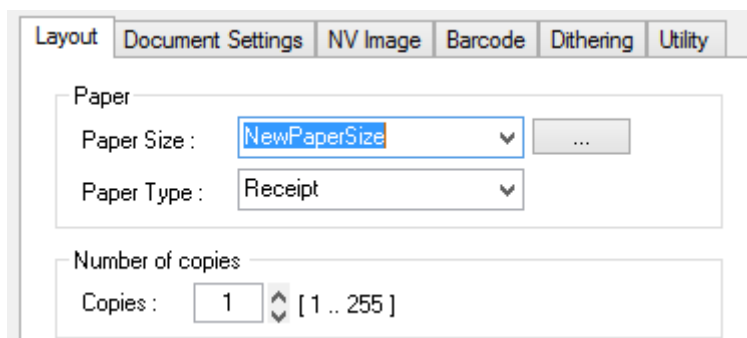 Layout Document Settings NV Image Barcode Dithering Utility
Paper
Paper Size : NewPaperSize ...
Paper Type : Receipt
Number of copies
Copies : 1 [ 1 .. 255 ]